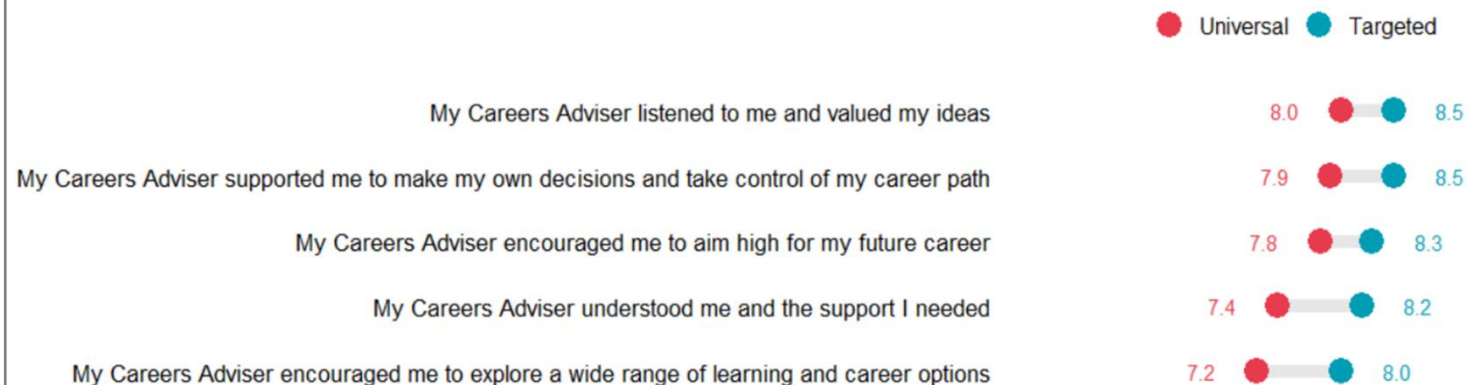 Universal Targeted
My Careers Adviser listened to me and valued my ideas 8.0 8.5
My Careers Adviser supported me to make my own decisions and take control of my career path 7.9 8.5
My Careers Adviser encouraged me to aim high for my future career 7.8 8.3
My Careers Adviser understood me and the support I needed 7.4 8.2
My Careers Adviser encouraged me to explore a wide range of learning and career options 7.2 8.0